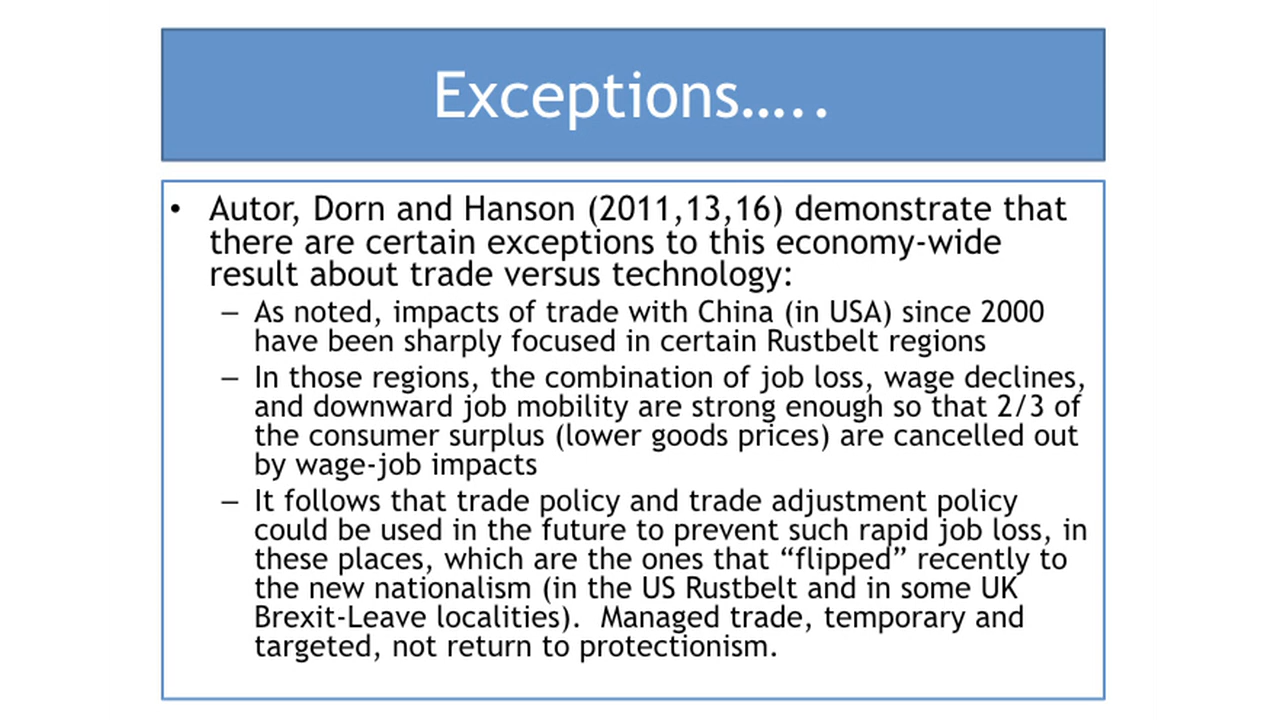 Exceptions…..
• Autor, Dorn and Hanson (2011,13,16) demonstrate that
there are certain exceptions to this economy-wide
result about trade versus technology:
– As noted, impacts of trade with China (in USA) since 2000
have been sharply focused in certain Rustbelt regions
– In those regions, the combination of job loss, wage declines,
and downward job mobility are strong enough so that 2/3 of
the consumer surplus (lower goods prices) are cancelled out
by wage-job impacts
– It follows that trade policy and trade adjustment policy
could be used in the future to prevent such rapid job loss, in
these places, which are the ones that “flipped” recently to
the new nationalism (in the US Rustbelt and in some UK
Brexit-Leave localities).  Managed trade, temporary and
targeted, not return to protectionism.